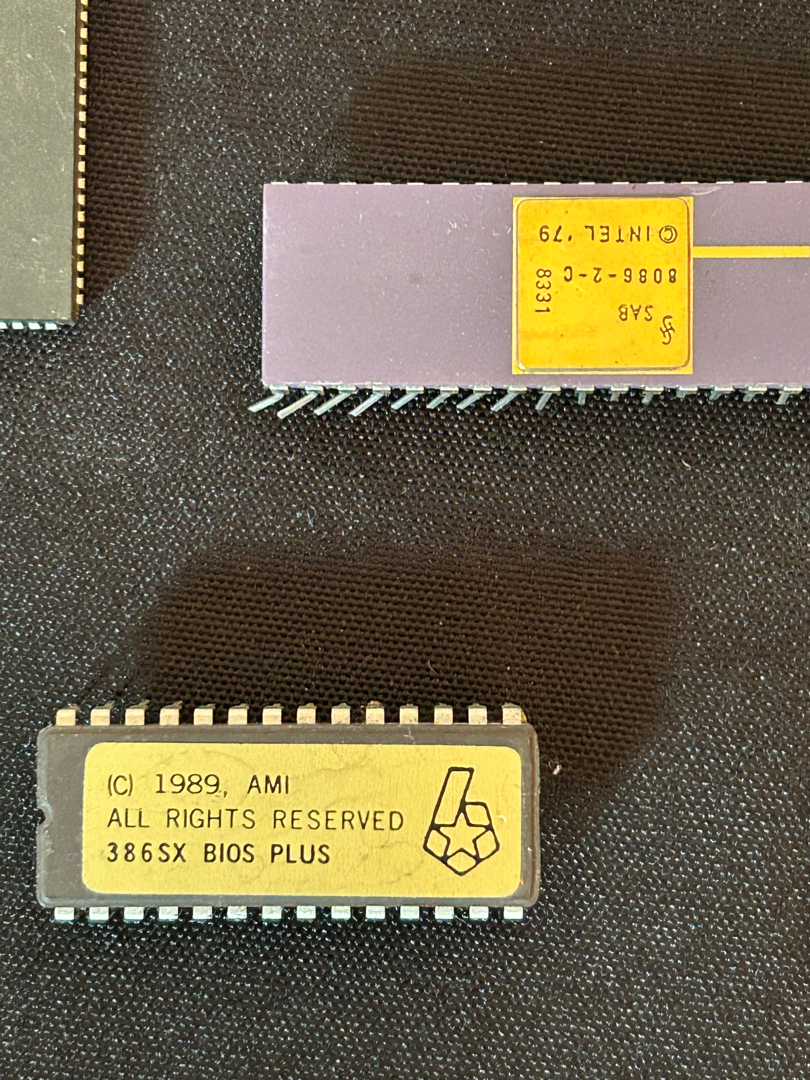 SAB
8086-2-C
© INTEL '79
8331
(C) 1989, AMI
ALL RIGHTS RESERVED
386SX BIOS PLUS